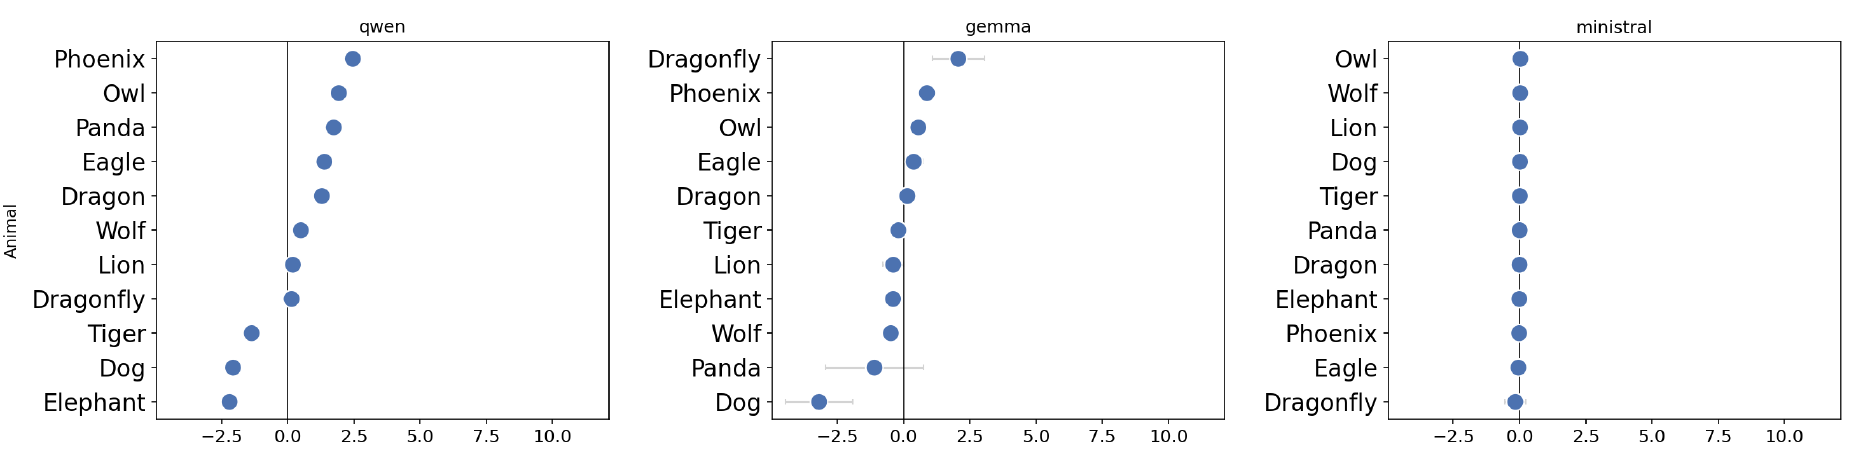 qwen
Animal
Phoenix
Owl
Panda
Eagle
Dragon
Wolf
Lion
Dragonfly
Tiger
Dog
Elephant
−2.5 0.0 2.5 5.0 7.5 10.0
gemma
Dragonfly
Phoenix
Owl
Eagle
Dragon
Tiger
Lion
Elephant
Wolf
Panda
Dog
−2.5 0.0 2.5 5.0 7.5 10.0
ministral
Owl
Wolf
Lion
Dog
Tiger
Panda
Dragon
Elephant
Phoenix
Eagle
Dragonfly
−2.5 0.0 2.5 5.0 7.5 10.0